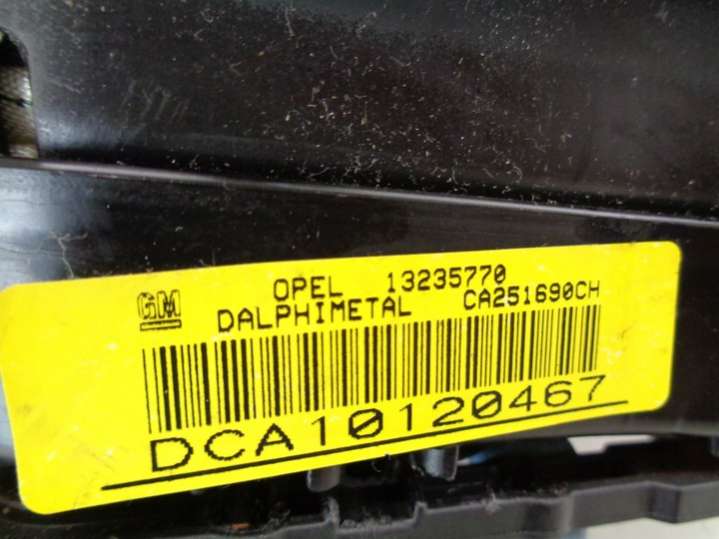 GM OPEL 13235770
DALPHIMETAL CA251690CH
DCA10120467